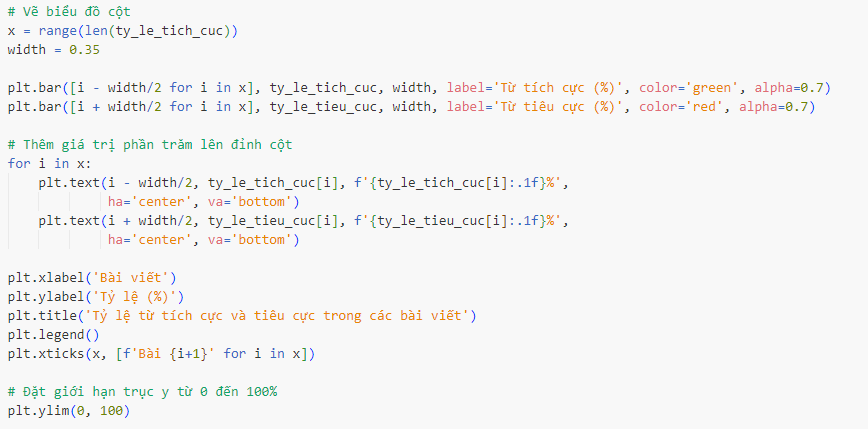 # Vẽ biểu đồ cột
x = range(len(ty_le_tich_cuc))
width = 0.35
plt.bar([i - width/2 for i in x], ty_le_tich_cuc, width, label='Từ tích cực (%)', color='green', alpha=0.7)
plt.bar([i + width/2 for i in x], ty_le_tieu_cuc, width, label='Từ tiêu cực (%)', color='red', alpha=0.7)
# Thêm giá trị phần trăm lên đỉnh cột
for i in x:
    plt.text(i - width/2, ty_le_tich_cuc[i], f'{ty_le_tich_cuc[i]:.1f}%',
             ha='center', va='bottom')
    plt.text(i + width/2, ty_le_tieu_cuc[i], f'{ty_le_tieu_cuc[i]:.1f}%',
             ha='center', va='bottom')
plt.xlabel('Bài viết')
plt.ylabel('Tỷ lệ (%)')
plt.title('Tỷ lệ từ tích cực và tiêu cực trong các bài viết')
plt.legend()
plt.xticks(x, [f'Bài {i+1}' for i in x])
# Đặt giới hạn trục y từ 0 đến 100%
plt.ylim(0, 100)